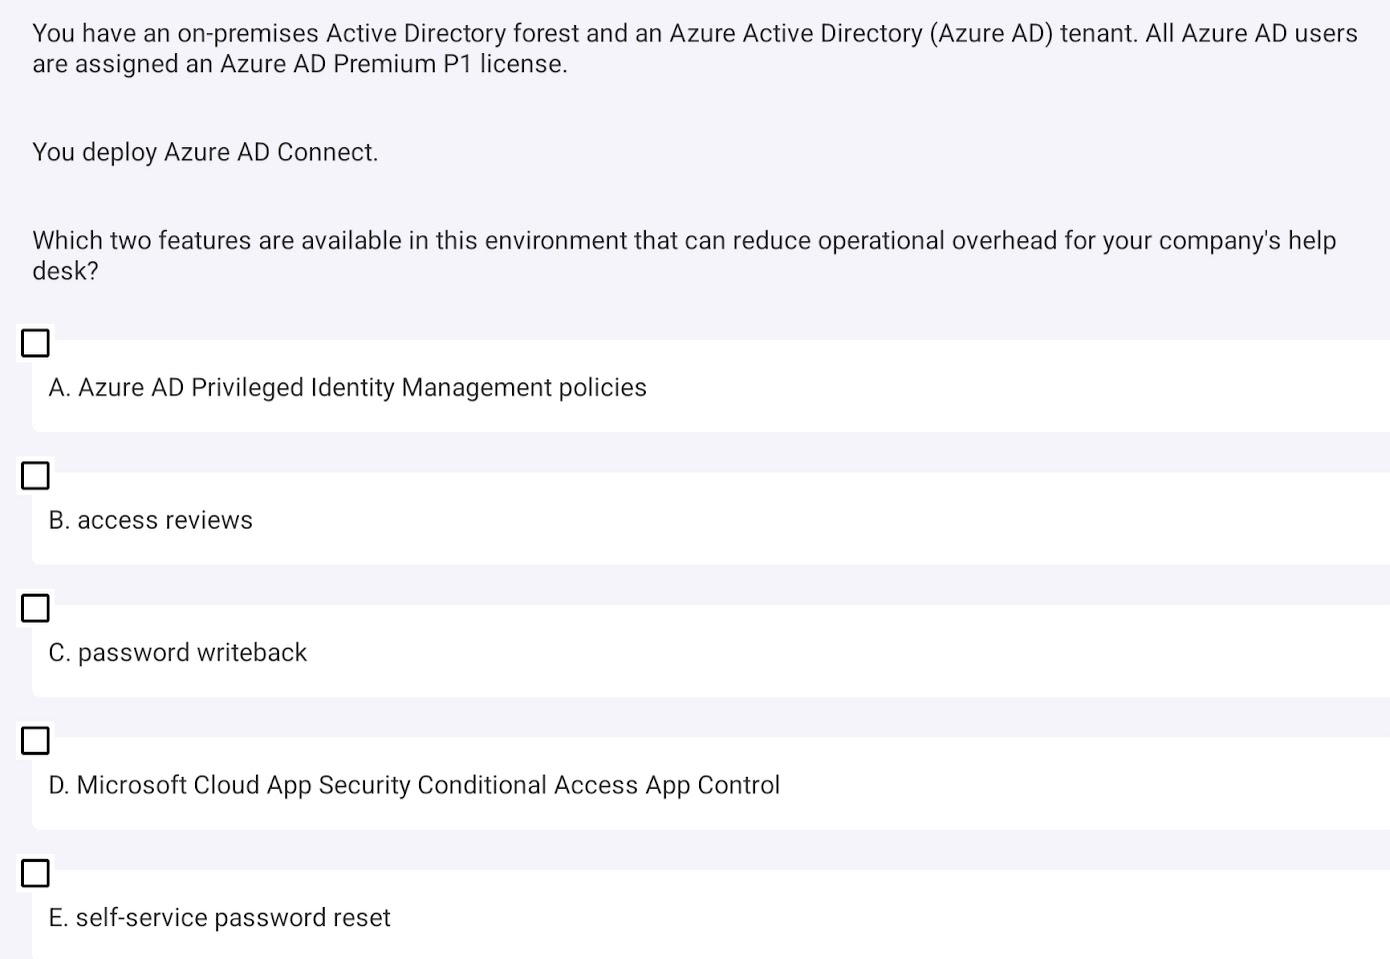 You have an on-premises Active Directory forest and an Azure Active Directory (Azure AD) tenant. All Azure AD users
are assigned an Azure AD Premium P1 license.
You deploy Azure AD Connect.
Which two features are available in this environment that can reduce operational overhead for your company's help
desk?
A. Azure AD Privileged Identity Management policies
B. access reviews
C. password writeback
D. Microsoft Cloud App Security Conditional Access App Control
E. self-service password reset